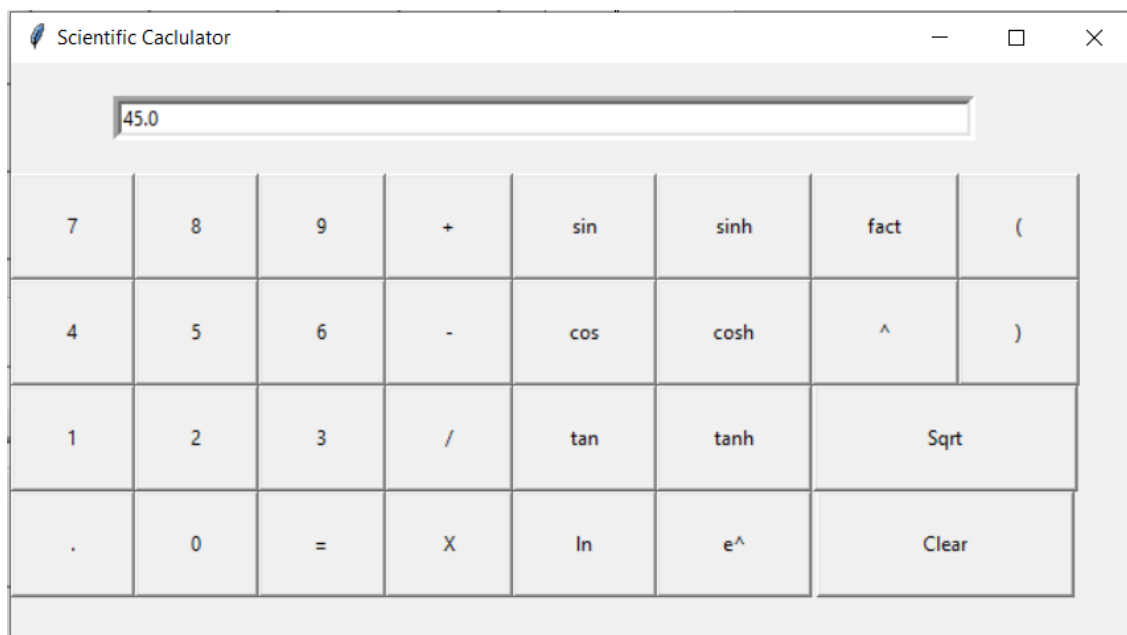 Scientific Caclulator
45.0
7 8 9 + sin sinh fact (
4 5 6 - cos cosh ^ )
1 2 3 / tan tanh Sqrt
. 0 = X ln e^ Clear